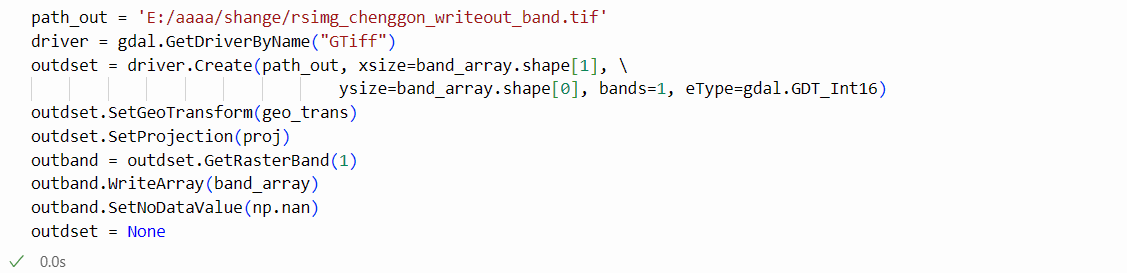 path_out = 'E:/aaaa/shange/rsimg_chenggon_writeout_band.tif'
driver = gdal.GetDriverByName("GTiff")
outdset = driver.Create(path_out, xsize=band_array.shape[1], \
ysize=band_array.shape[0], bands=1, eType=gdal.GDT_Int16)
outdset.SetGeoTransform(geo_trans)
outdset.SetProjection(proj)
outband = outdset.GetRasterBand(1)
outband.WriteArray(band_array)
outband.SetNoDataValue(np.nan)
outdset = None
0.0s